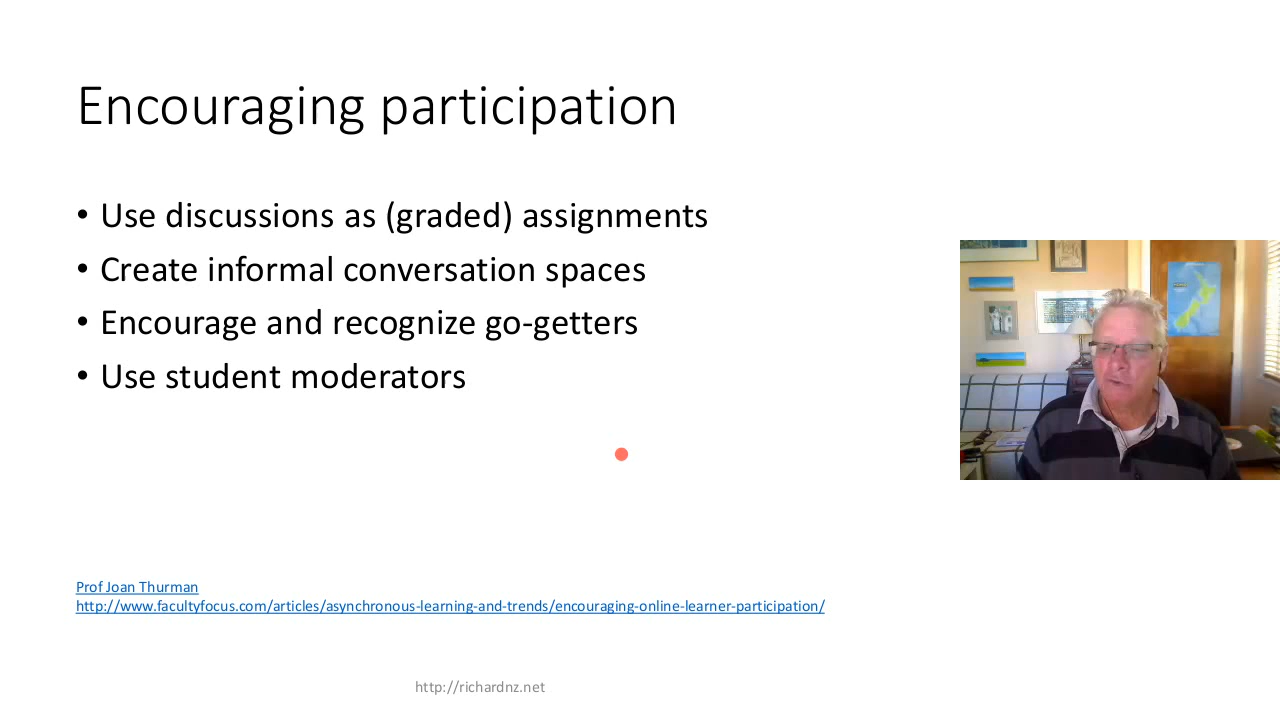 Encouraging participation
• Use discussions as (graded) assignments
• Create informal conversation spaces
• Encourage and recognize go-getters
• Use student moderators
Prof Joan Thurman
http://www.facultyfocus.com/articles/asynchronous-learning-and-trends/encouraging-online-learner-participation/
http://richardnz.net